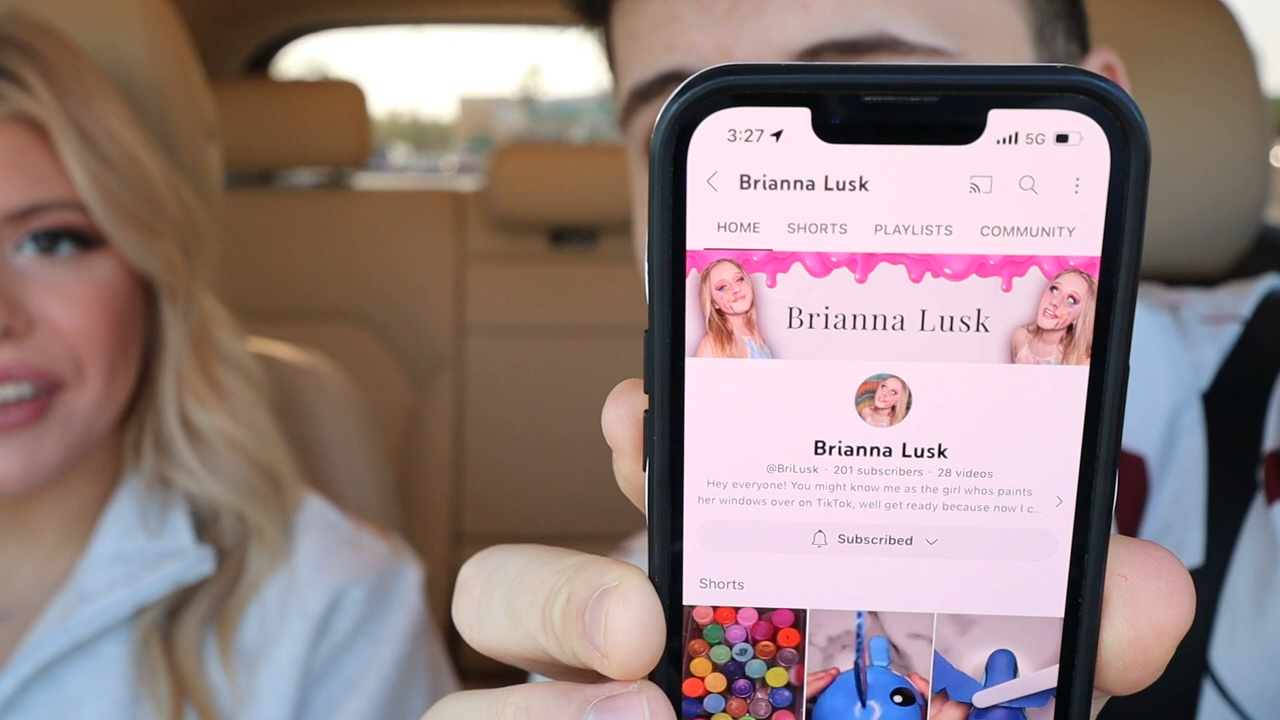 3:27
5G
Brianna Lusk
HOME SHORTS PLAYLISTS COMMUNITY
Brianna Lusk
Brianna Lusk
@BriLusk · 201 subscribers · 28 videos
Hey everyone! You might know me as the girl whos paints
her windows over on TikTok, well get ready because now I c...
Subscribed
Shorts